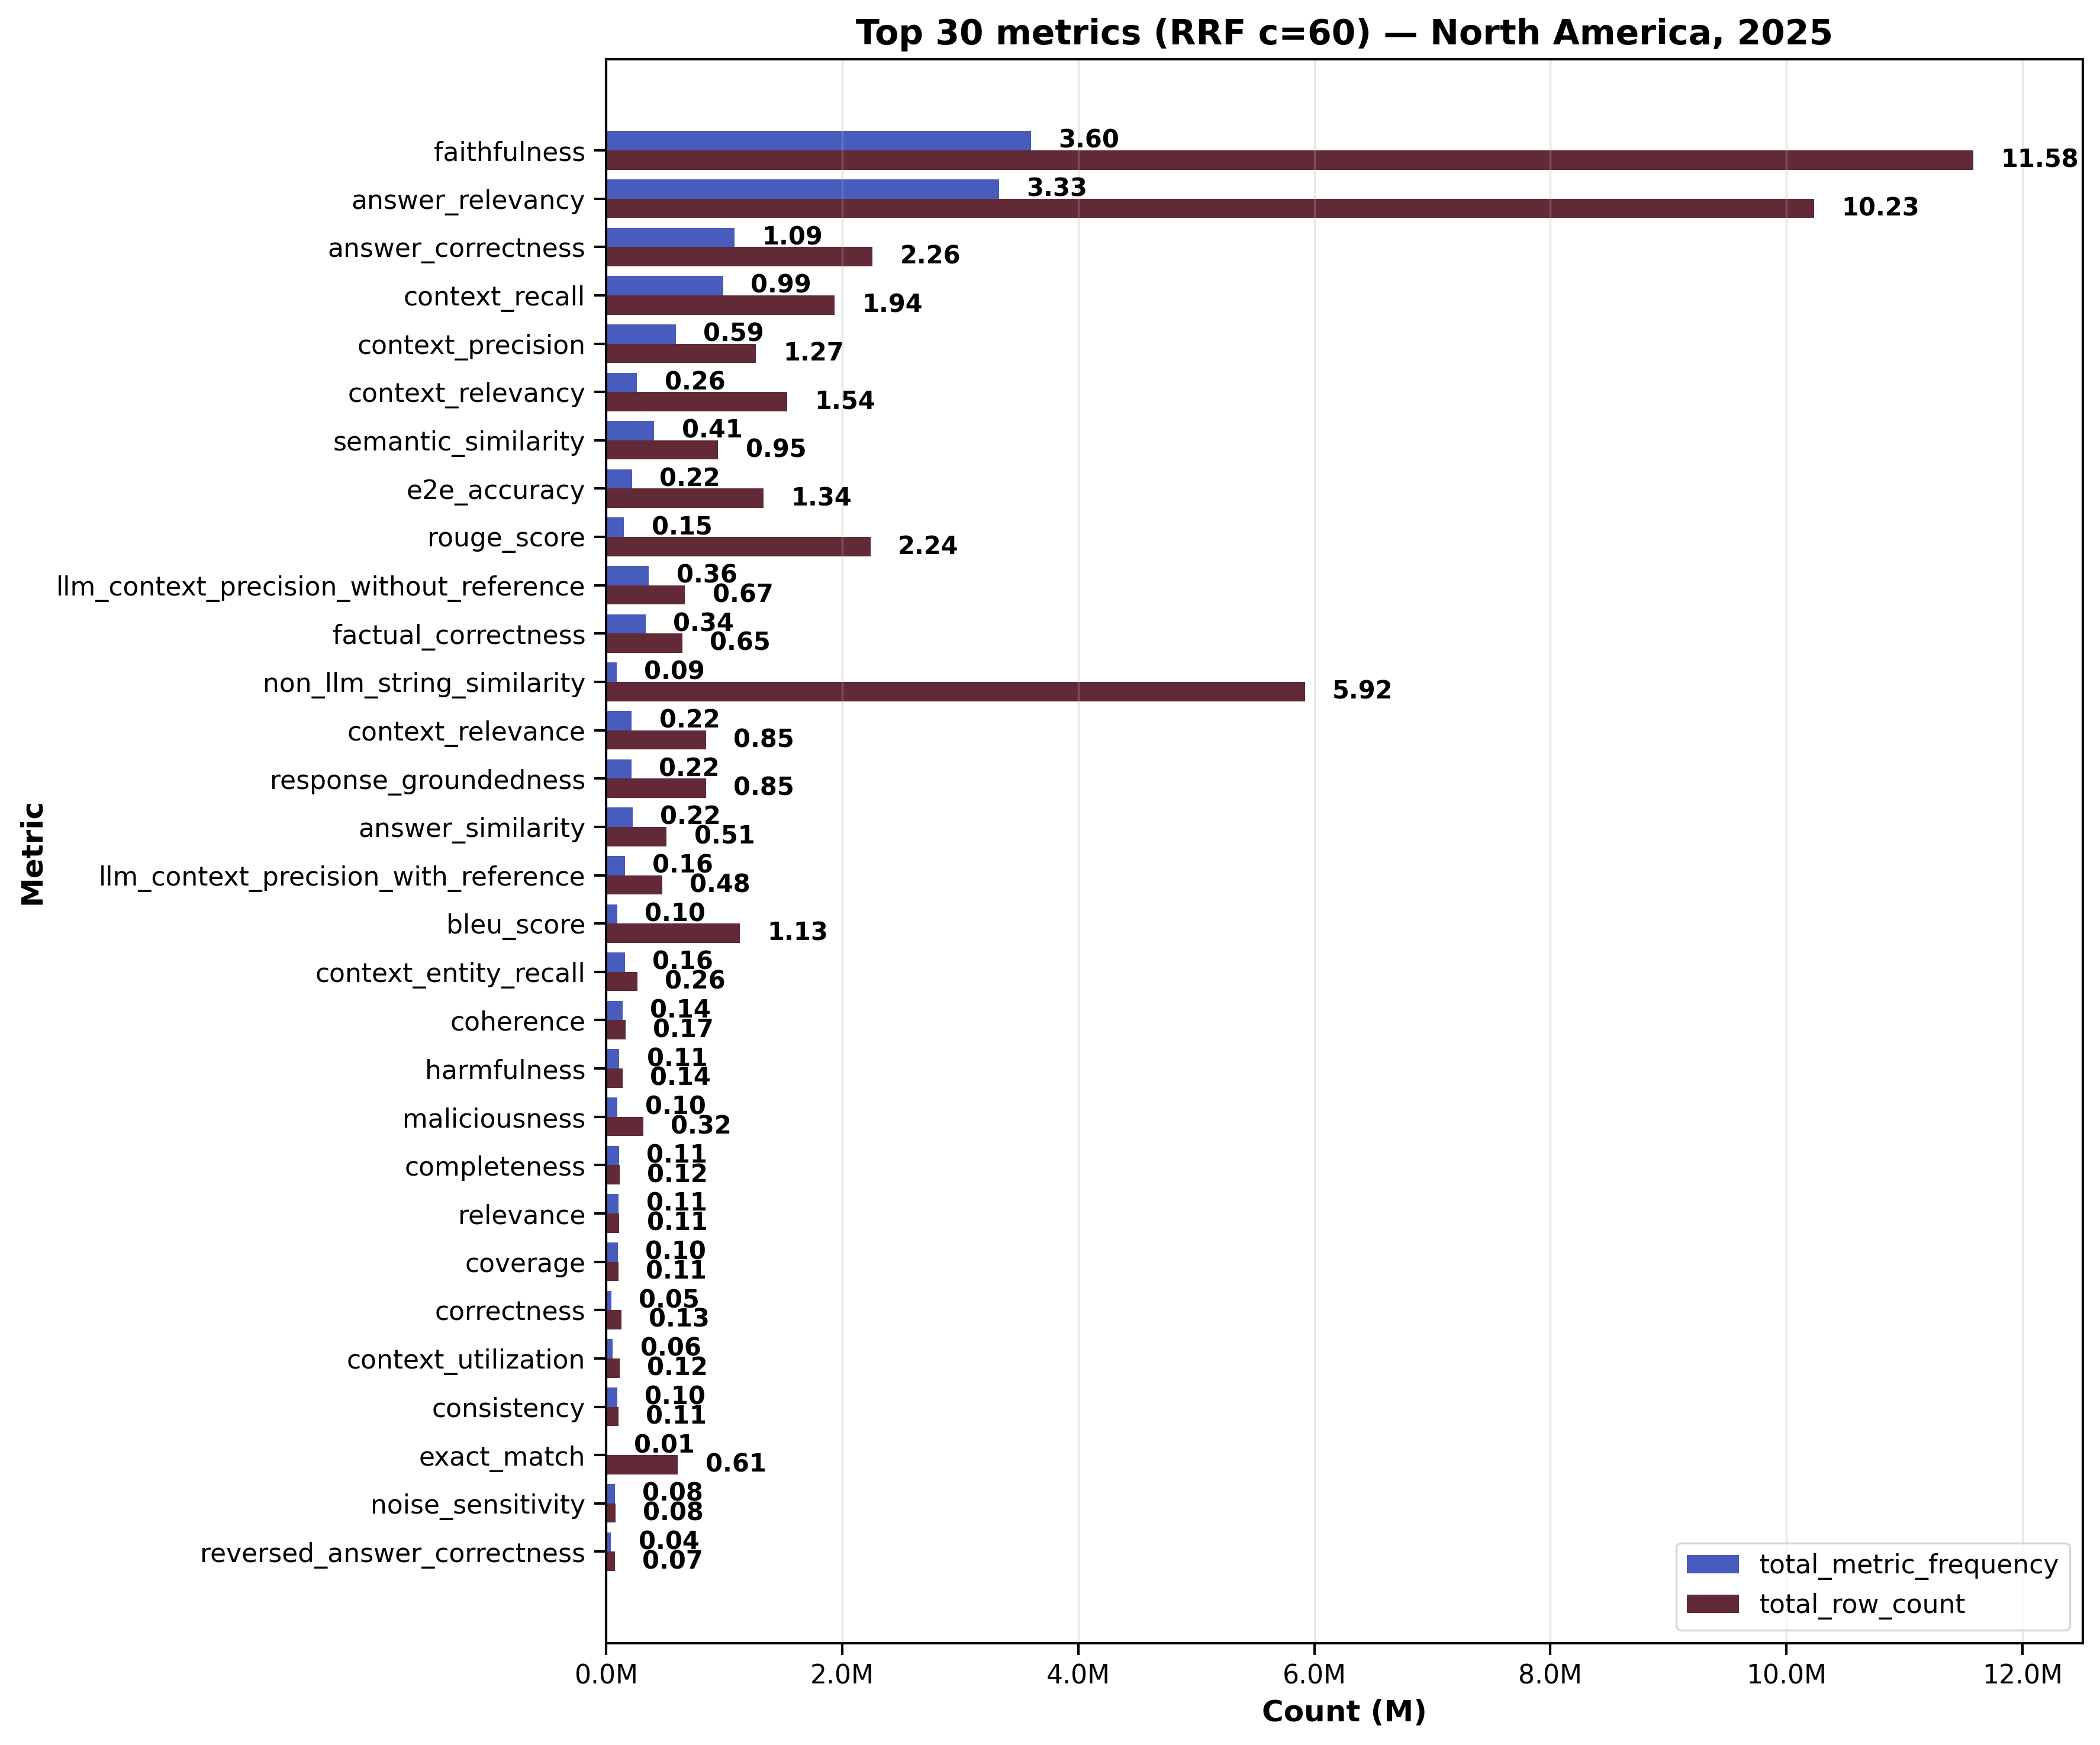 Top 30 metrics (RRF c=60) — North America, 2025
faithfulness 3.60 11.58
answer_relevancy 3.33 10.23
answer_correctness 1.09 2.26
context_recall 0.99 1.94
context_precision 0.59 1.27
context_relevancy 0.26 1.54
semantic_similarity 0.41 0.95
e2e_accuracy 0.22 1.34
rouge_score 0.15 2.24
llm_context_precision_without_reference 0.36 0.67
factual_correctness 0.34 0.65
non_llm_string_similarity 0.09 5.92
context_relevance 0.22 0.85
response_groundedness 0.22 0.85
answer_similarity 0.22 0.51
llm_context_precision_with_reference 0.16 0.48
bleu_score 0.10 1.13
context_entity_recall 0.16 0.26
coherence 0.14 0.17
harmfulness 0.11 0.14
maliciousness 0.10 0.32
completeness 0.11 0.12
relevance 0.11 0.11
coverage 0.10 0.11
correctness 0.05 0.13
context_utilization 0.06 0.12
consistency 0.10 0.11
exact_match 0.01 0.61
noise_sensitivity 0.08 0.08
reversed_answer_correctness 0.04 0.07
Metric
total_metric_frequency
total_row_count
0.0M 2.0M 4.0M 6.0M 8.0M 10.0M 12.0M
Count (M)